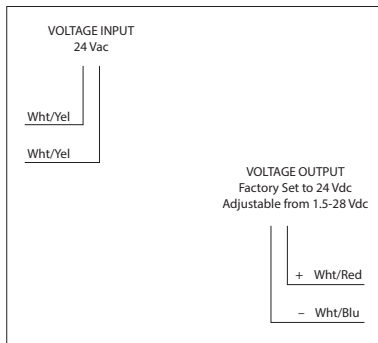 VOLTAGE INPUT
24 Vac
Wht/Yel
Wht/Yel
VOLTAGE OUTPUT
Factory Set to 24 Vdc
Adjustable from 1.5-28 Vdc
+ Wht/Red
– Wht/Blu